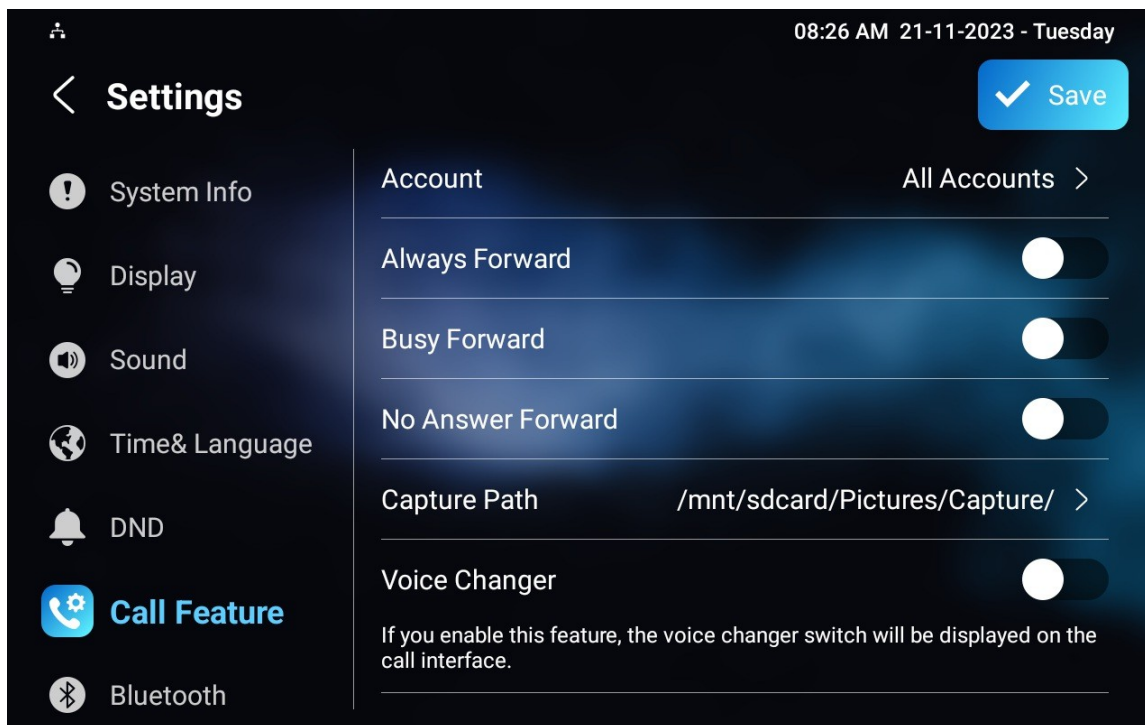 08:26 AM 21-11-2023 - Tuesday
Settings
Save
System Info
Display
Sound
Time& Language
DND
Call Feature
Bluetooth
Account All Accounts
Always Forward
Busy Forward
No Answer Forward
Capture Path /mnt/sdcard/Pictures/Capture/
Voice Changer
If you enable this feature, the voice changer switch will be displayed on the
call interface.